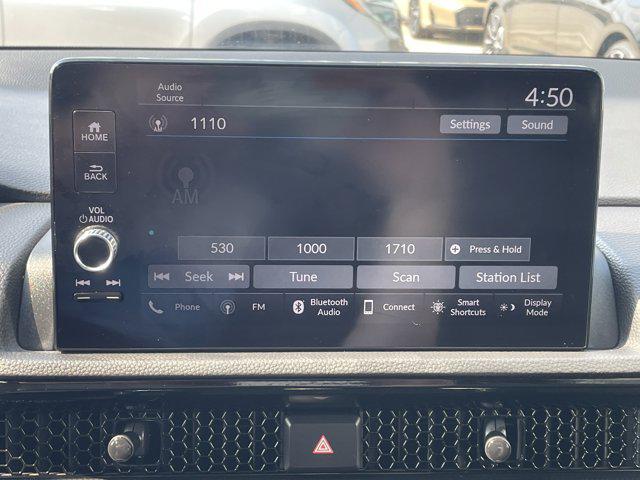 Audio
Source
4:50
HOME
AM
1110
Settings
Sound
BACK
AM
VOL
AUDIO
530
1000
1710
Press & Hold
Seek
Tune
Scan
Station List
Phone
FM
Bluetooth
Audio
Connect
Smart
Shortcuts
Display
Mode